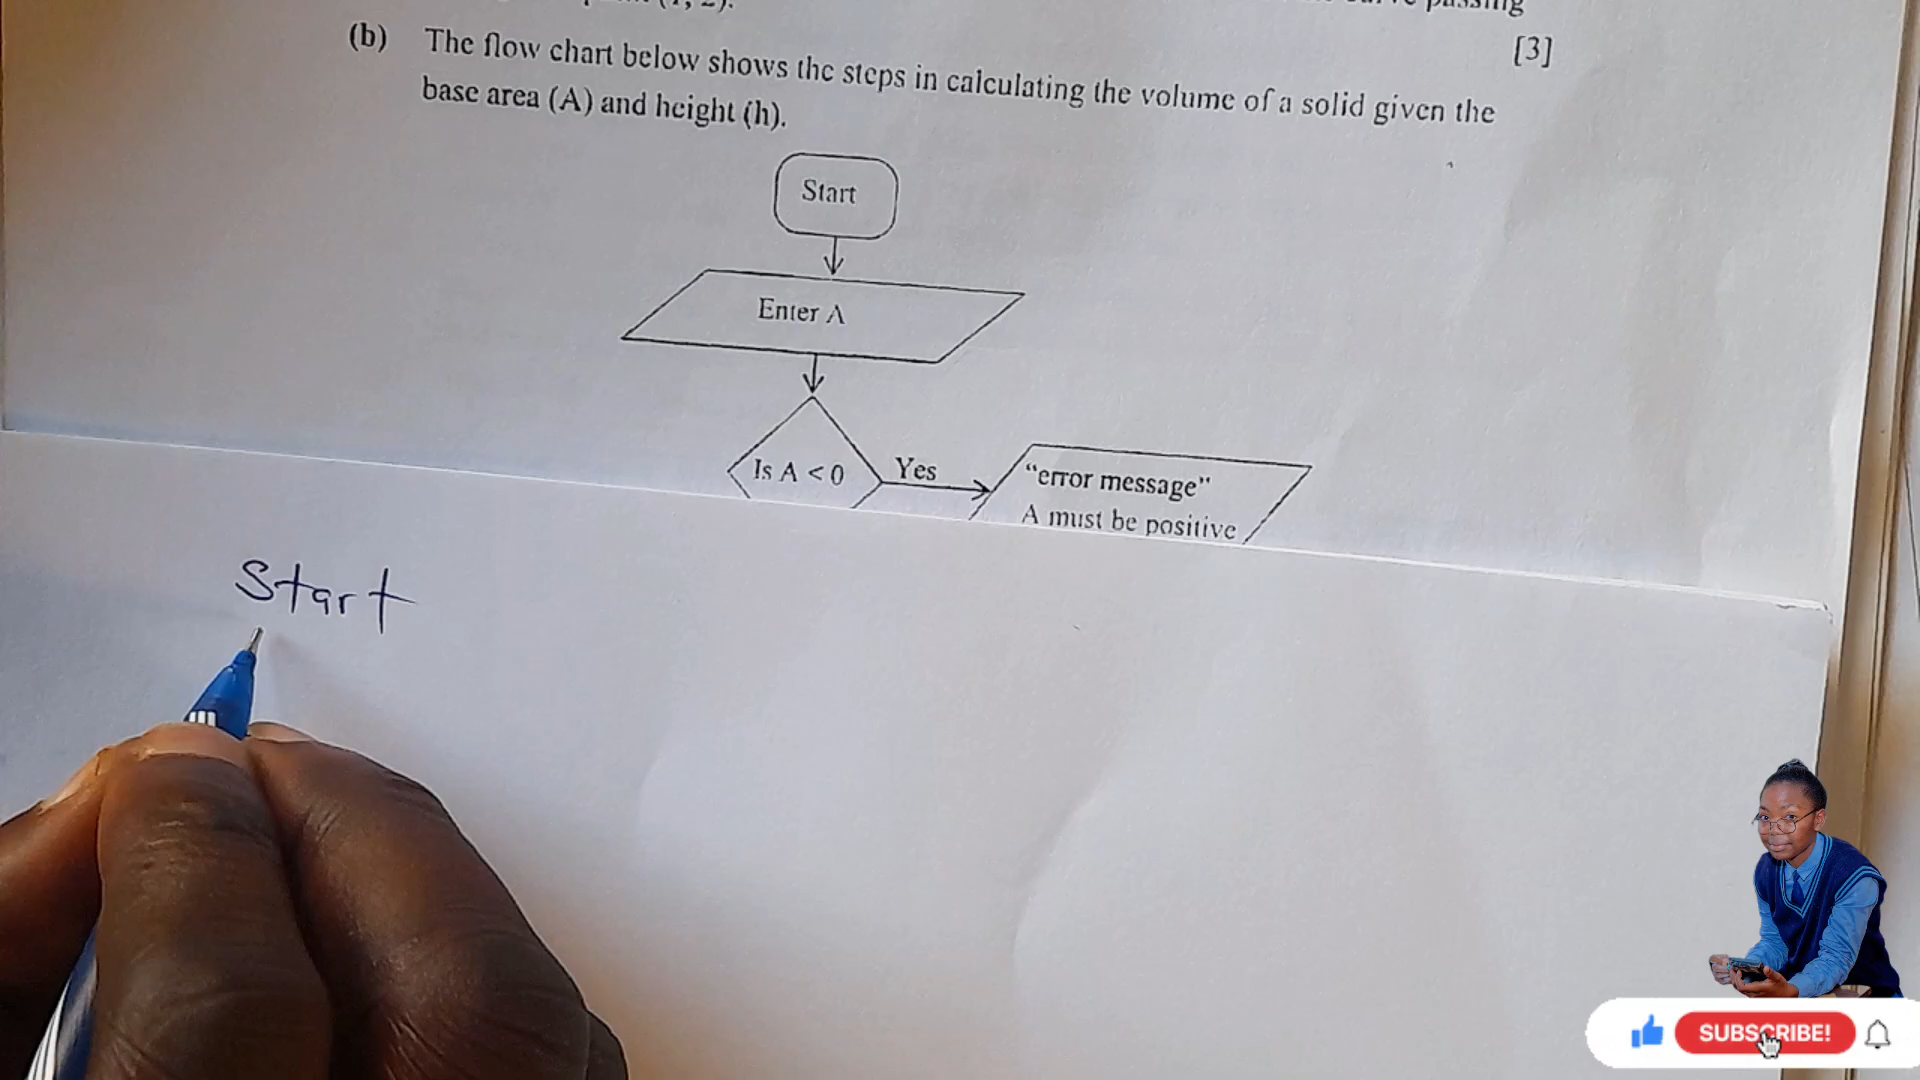 passing
[3]
(b) The flow chart below shows the steps in calculating the volume of a solid given the
base area (A) and height (h).
Start
Enter A
Is A < 0
Yes
"error message"
A must be positive
Start
SUBSCRIBE!